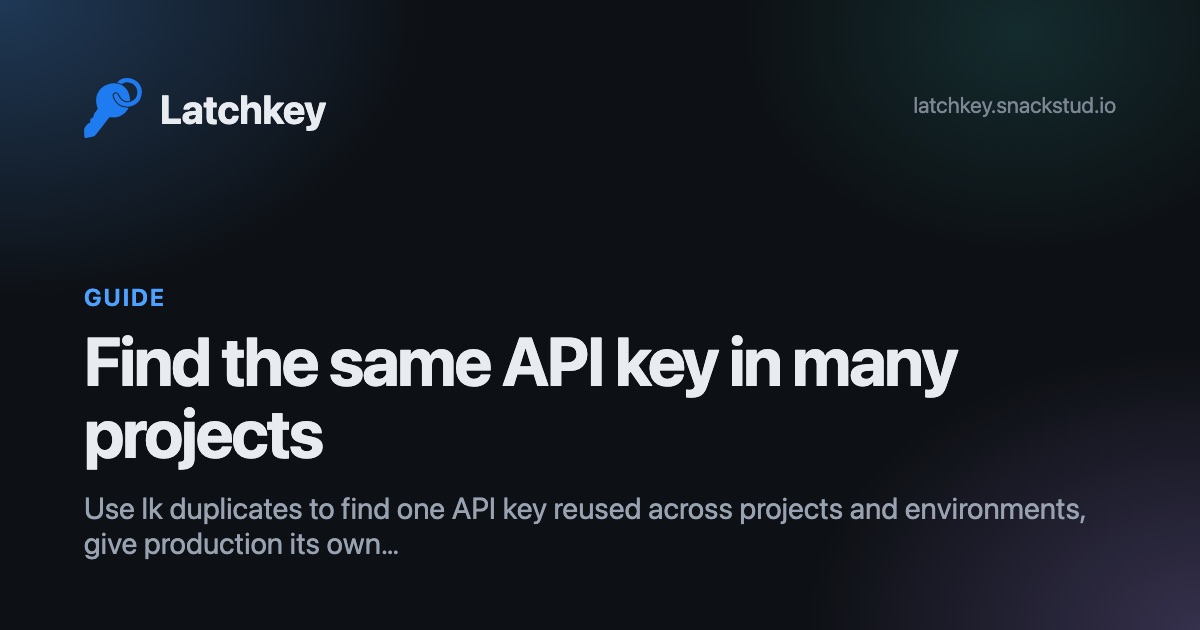 Latchkey
latchkey.snackstud.io
GUIDE
Find the same API key in many
projects
Use lk duplicates to find one API key reused across projects and environments,
give production its own...